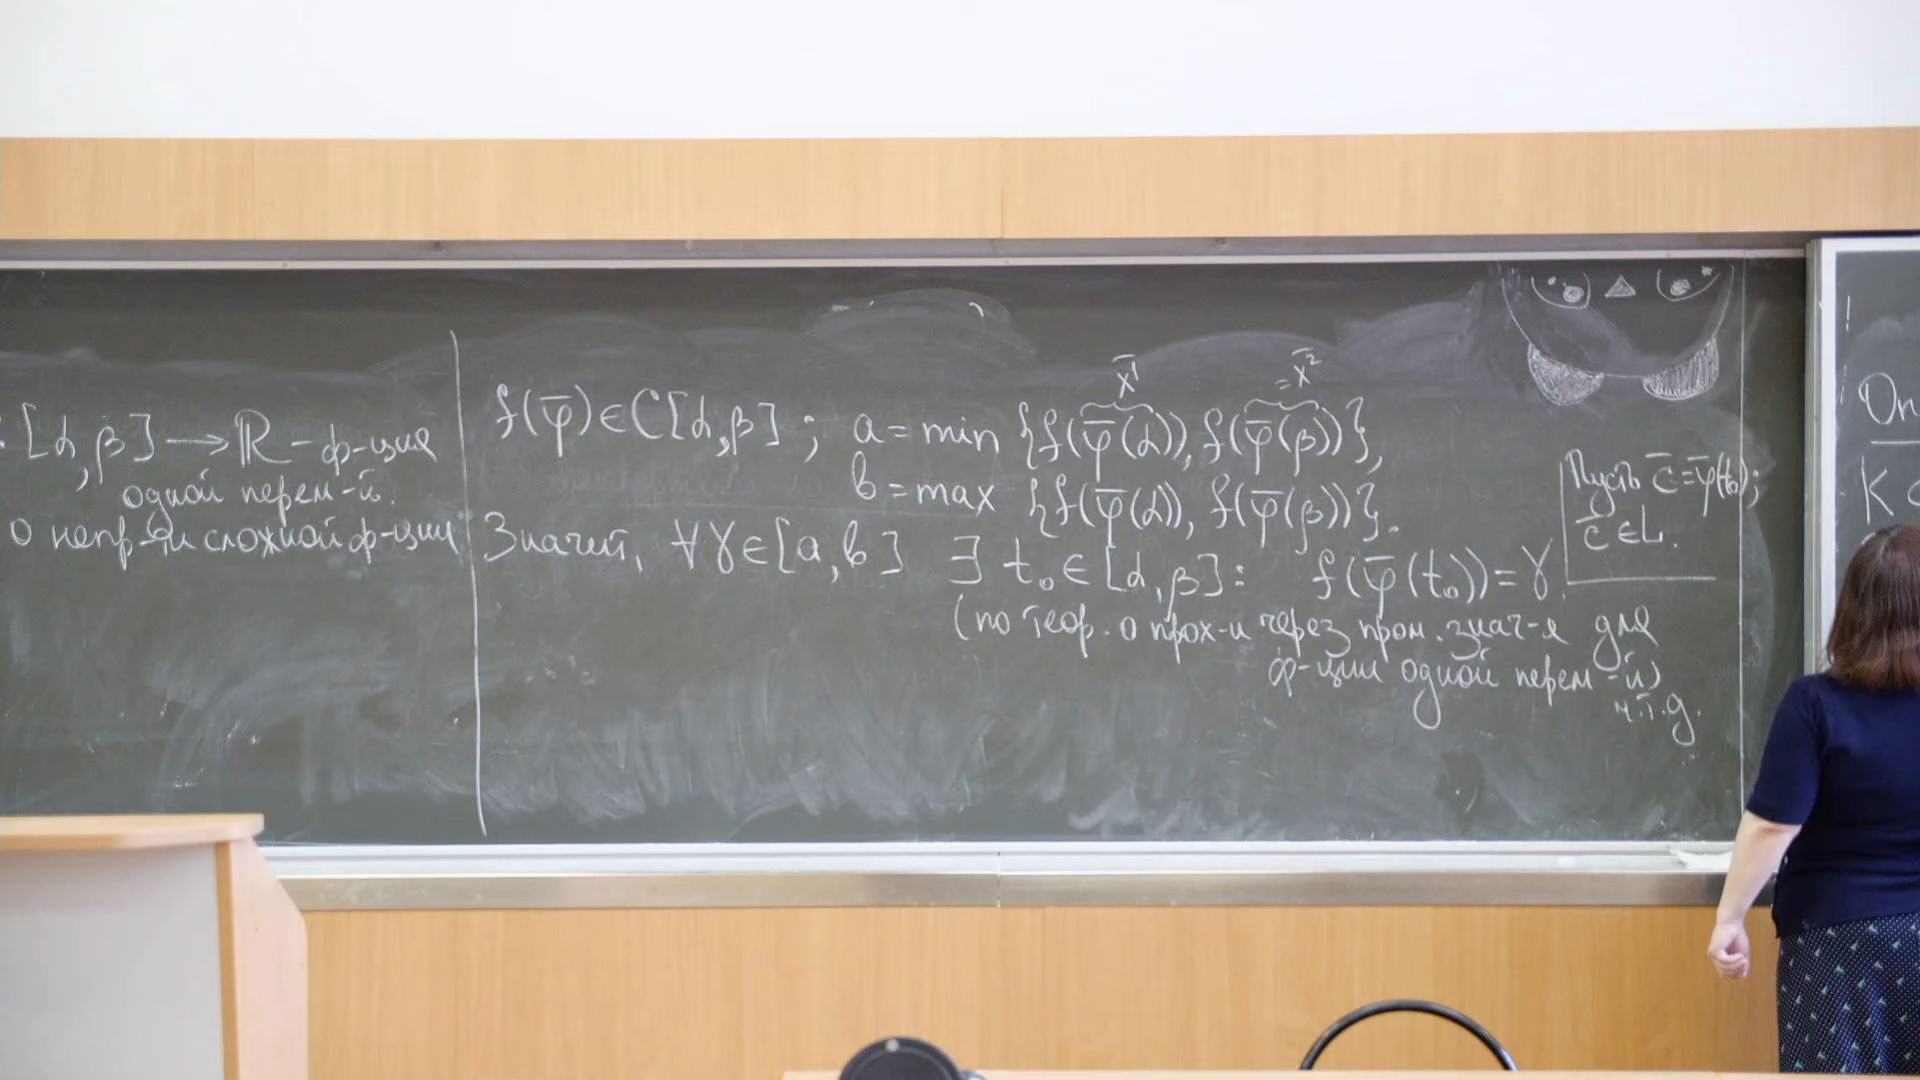 : [α, β] → ℝ – ф-ция
одной перем-й.
о непр-ти сложной ф-ции
f(φ̄) ∈ C[α, β] ; a = min {f(φ̄(α)), f(φ̄(β))},
x̄¹
= x̄²
b = max {f(φ̄(α)), f(φ̄(β))}.
Значит, ∀γ ∈ [a, b] ∃ t₀ ∈ [α, β] : f(φ̄(t₀)) = γ.
(по теор. о прох-и через пром. знач-я для
ф-ции одной перем-й)
ч.т.д.
Пусть c̄ = φ̄(t₀);
c̄ ∈ L.
Оп
K